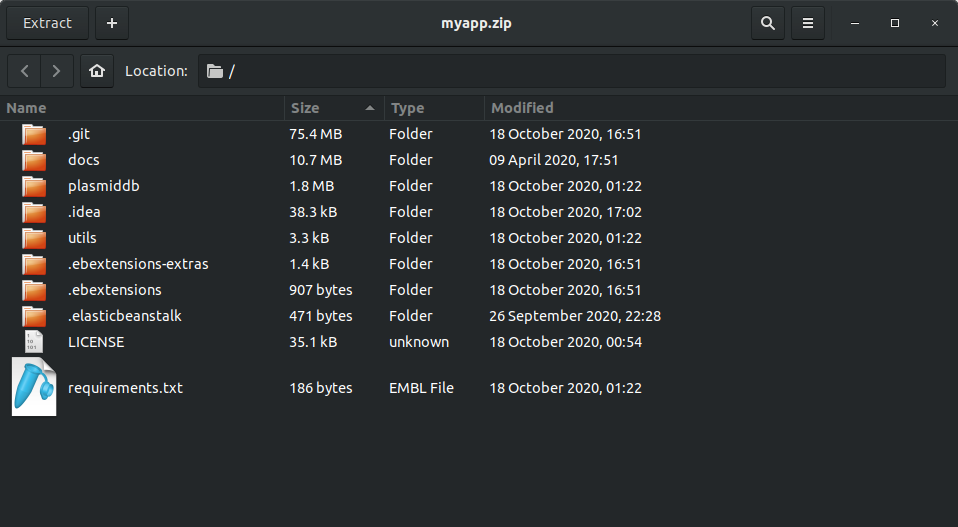 Extract
myapp.zip
Location: /
Name Size Type Modified
.git 75.4 MB Folder 18 October 2020, 16:51
docs 10.7 MB Folder 09 April 2020, 17:51
plasmiddb 1.8 MB Folder 18 October 2020, 01:22
.idea 38.3 kB Folder 18 October 2020, 17:02
utils 3.3 kB Folder 18 October 2020, 01:22
.ebextensions-extras 1.4 kB Folder 18 October 2020, 16:51
.ebextensions 907 bytes Folder 18 October 2020, 16:51
.elasticbeanstalk 471 bytes Folder 26 September 2020, 22:28
LICENSE 35.1 kB unknown 18 October 2020, 00:54
requirements.txt 186 bytes EMBL File 18 October 2020, 01:22